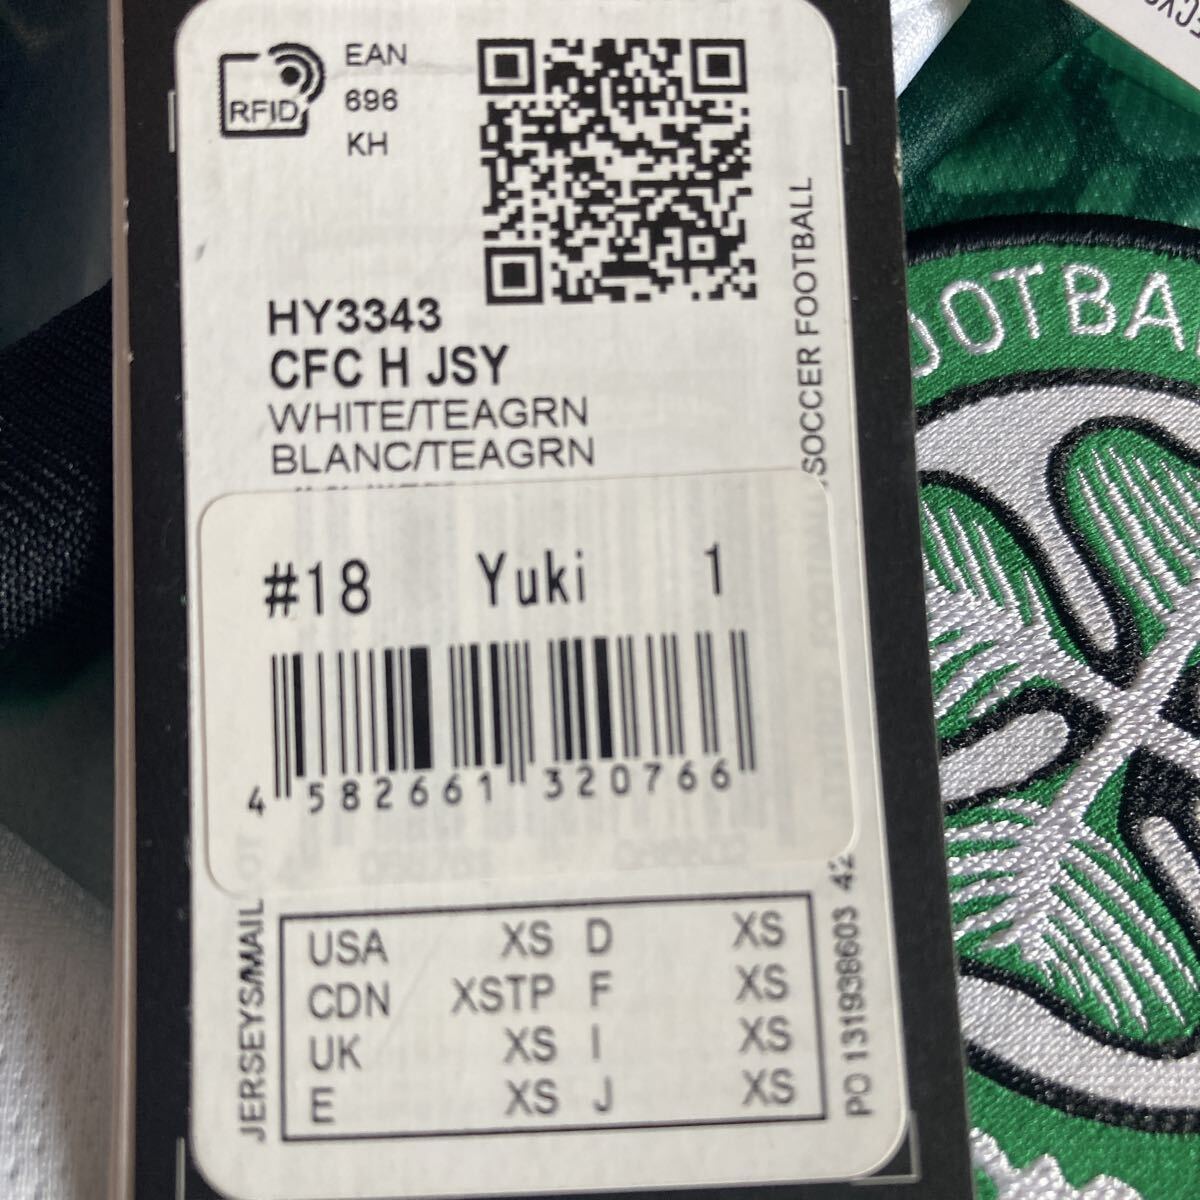 RFID
EAN
696
KH
HY3343
CFC H JSY
WHITE/TEAGRN
BLANC/TEAGRN
SOCCER FOOTBALL
#18 Yuki 1
4 582661 320766
JERSEYS/MAIL
USA XS D XS
CDN XSTP F XS
UK XS I XS
E XS J XS
PO 131938603 42
OOTBA